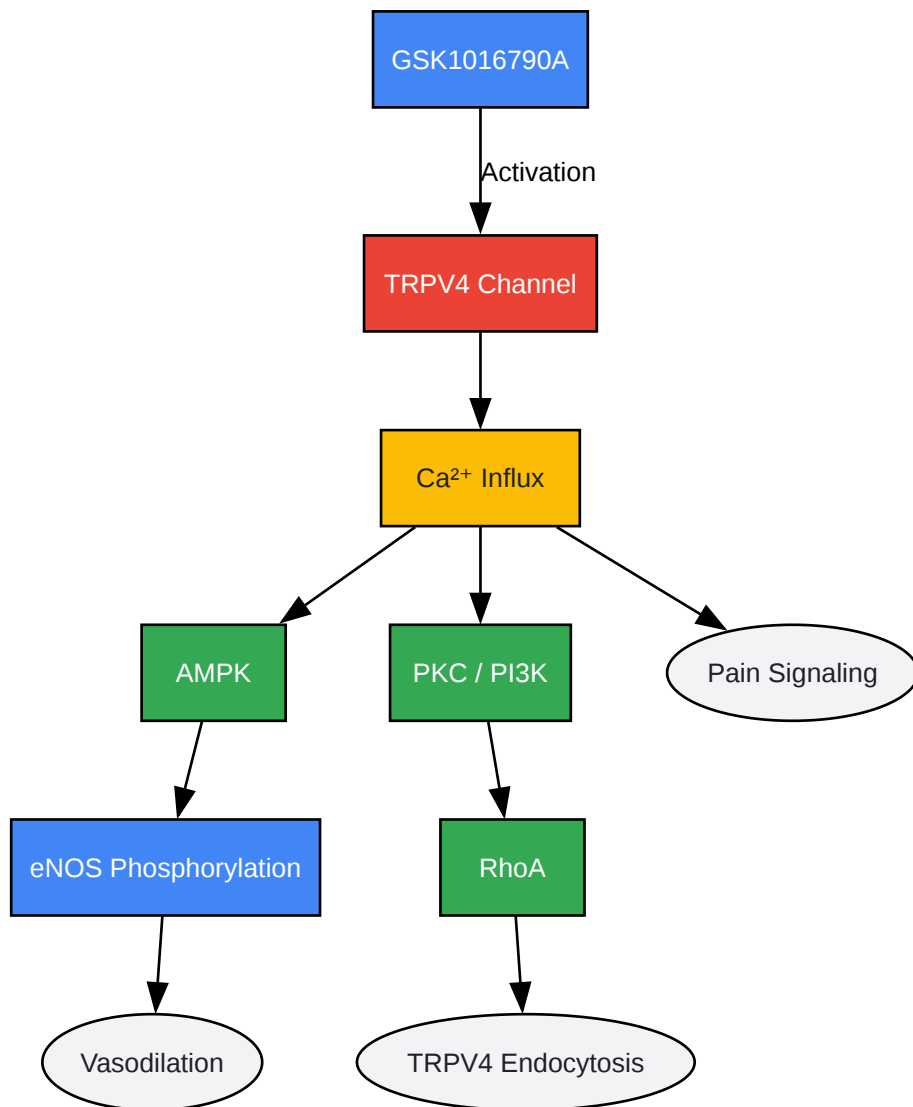 GSK1016790A
Activation
TRPV4 Channel
Ca²⁺ Influx
AMPK
PKC / PI3K
Pain Signaling
eNOS Phosphorylation
RhoA
Vasodilation
TRPV4 Endocytosis